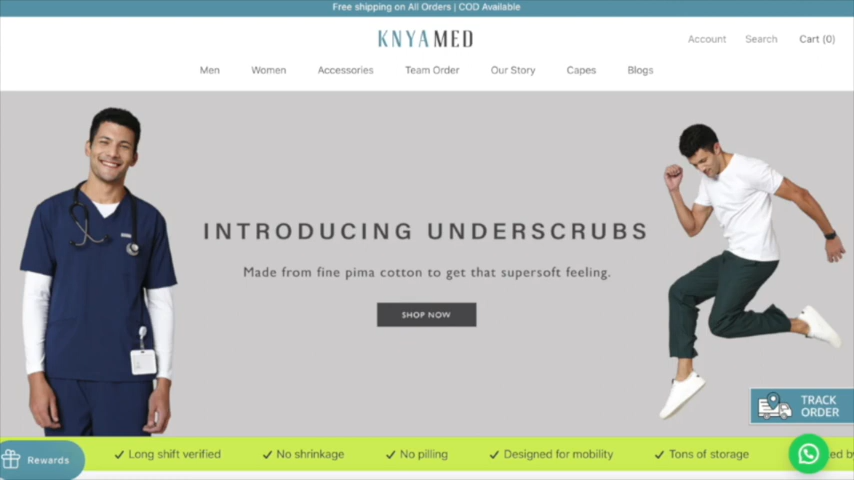 Free shipping on All Orders | COD Available
KNYAMED
Account Search Cart (0)
Men Women Accessories Team Order Our Story Capes Blogs
INTRODUCING UNDERSCRUBS
Made from fine pima cotton to get that supersoft feeling.
SHOP NOW
TRACK
ORDER
Long shift verified No shrinkage No pilling Designed for mobility Tons of storage
Rewards